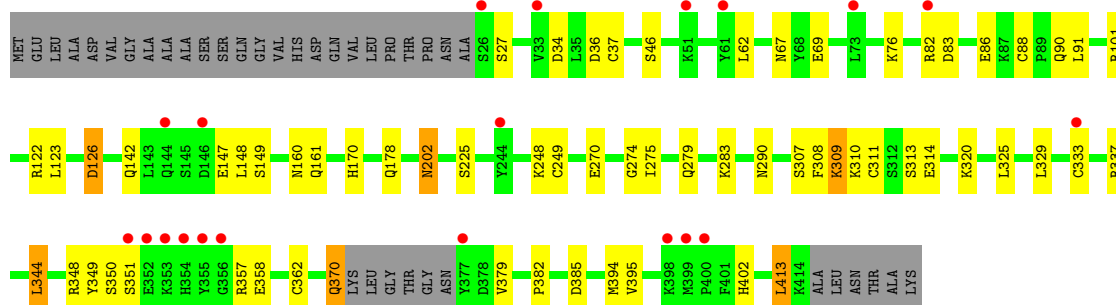 MET GLU LEU ALA ASP VAL GLY ALA ALA ALA SER SER GLN GLY VAL HIS ASP GLN VAL LEU PRO THR PRO ASN ALA S26 S27 V33 D34 L35 D36 C37 S46 K51 Y61 L62 N67 Y68 E69 L73 K76 R82 D83 E86 K87 C88 P89 Q90 L91
R122 L123 D126 Q142 L143 Q144 S145 D146 E147 L148 S149 N160 Q161 H170 Q178 N202 S225 Y244 K248 C249 E270 G274 I275 Q279 K283 N290 S307 F308 K309 K310 C311 S312 S313 E314 K320 L325 L329 C333
L344 R348 Y349 S350 S351 E352 K353 H354 Y355 G356 R357 E358 C362 Q370 LYS LEU GLY THR GLY ASN Y377 D378 V379 P382 D385 M394 V395 K398 M399 P400 F401 H402 L413 K414 ALA LEU ASN THR ALA LYS